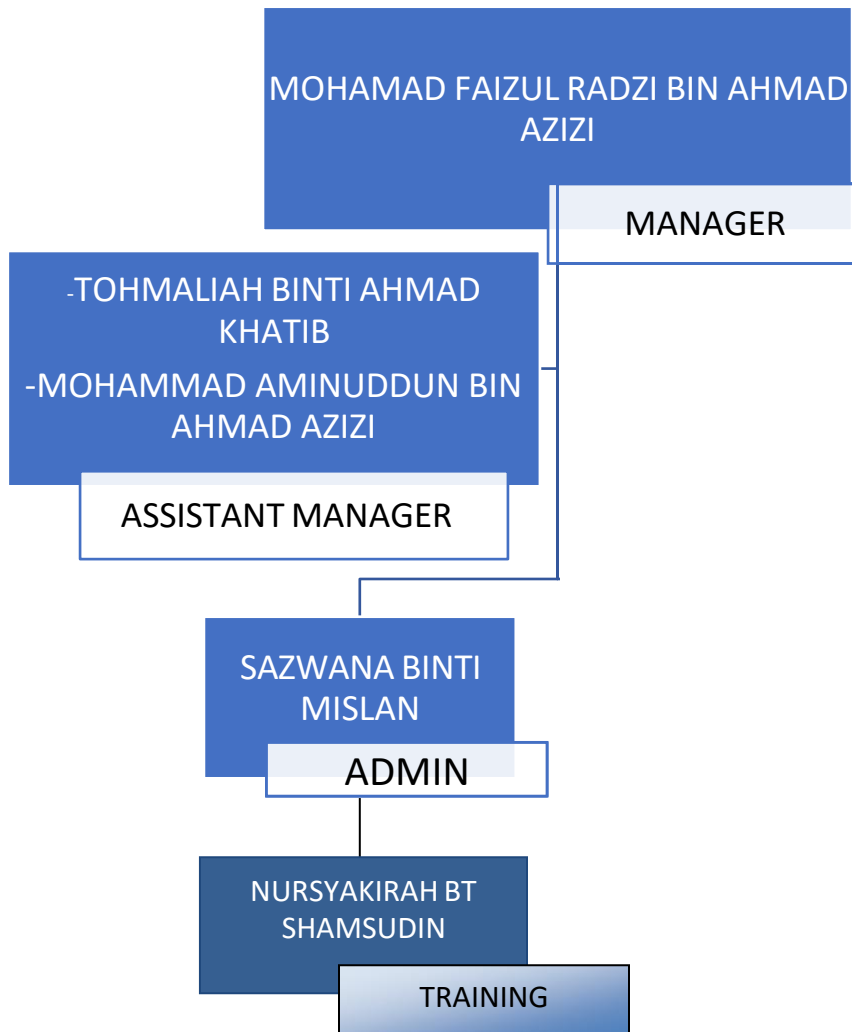 MOHAMAD FAIZUL RADZI BIN AHMAD
AZIZI
MANAGER
-TOHMALIAH BINTI AHMAD
KHATIB
-MOHAMMAD AMINUDDUN BIN
AHMAD AZIZI
ASSISTANT MANAGER
SAZWANA BINTI
MISLAN
ADMIN
NURSYAKIRAH BT
SHAMSUDIN
TRAINING